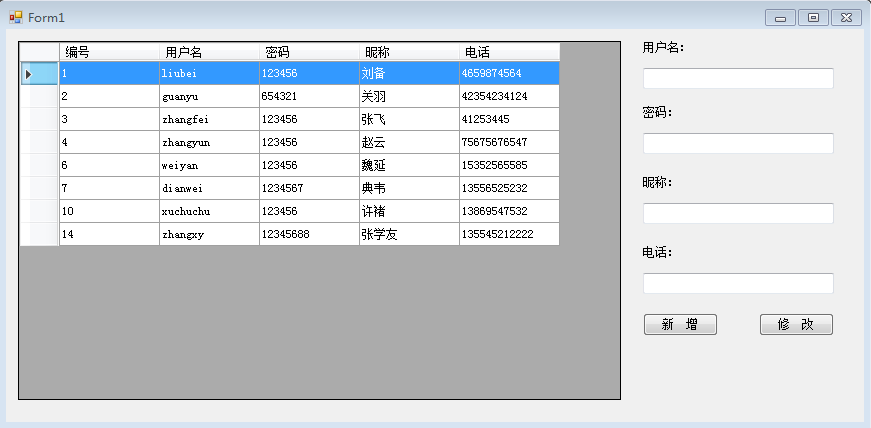 Form1
编号 用户名 密码 昵称 电话
1 liubei 123456 刘备 4659874564
2 guanyu 654321 关羽 42354234124
3 zhangfei 123456 张飞 41253445
4 zhangyun 123456 赵云 75675676547
6 weiyan 123456 魏延 15352565585
7 dianwei 1234567 典韦 13556525232
10 xuchuchu 123456 许褚 13869547532
14 zhangxy 12345688 张学友 135545212222
用户名:
密码:
昵称:
电话:
新 增 修 改